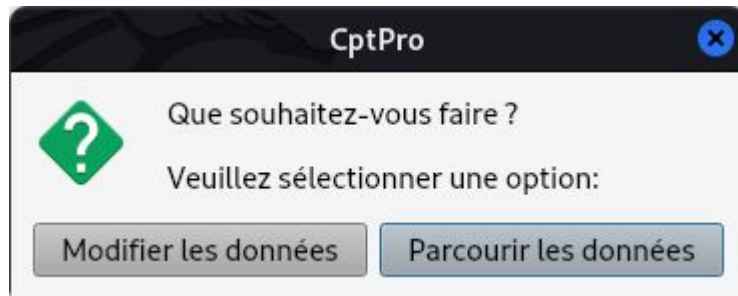 CptPro
Que souhaitez-vous faire ?
Veuillez sélectionner une option:
Modifier les données
Parcourir les données